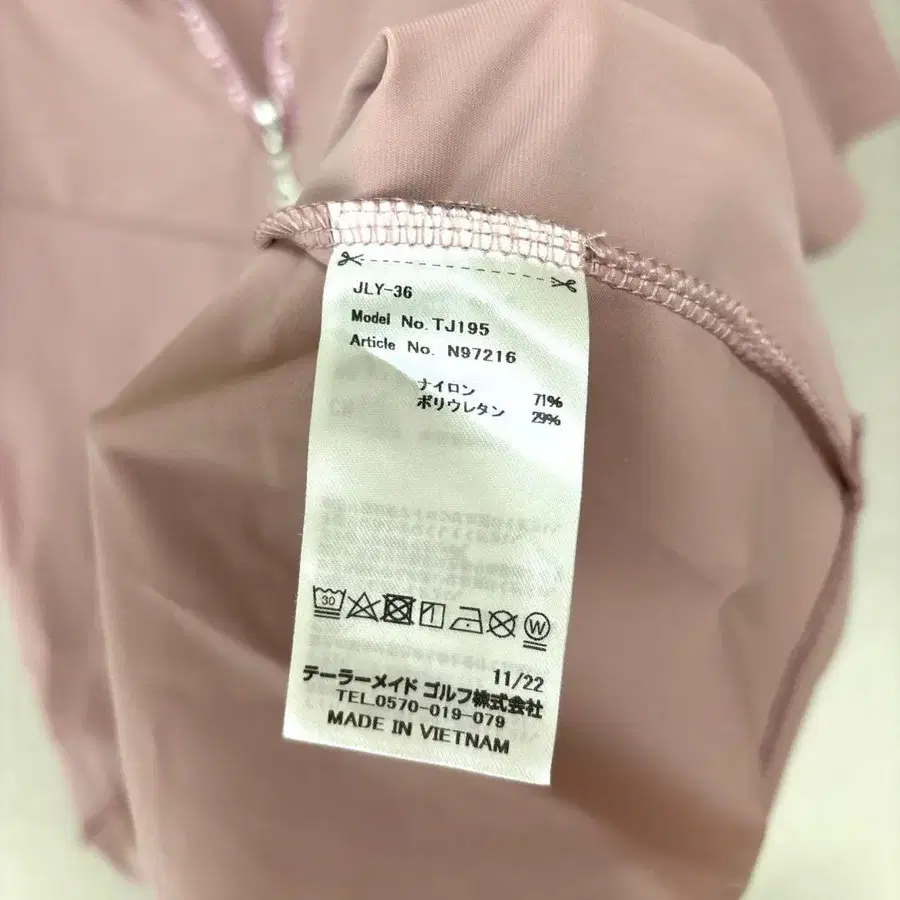 JLY-36
Model No. TJ195
Article No. N97216
ナイロン 71%
ポリウレタン 29%
30
W
11/22
テーラーメイド ゴルフ株式会社
TEL.0570-019-079
MADE IN VIETNAM